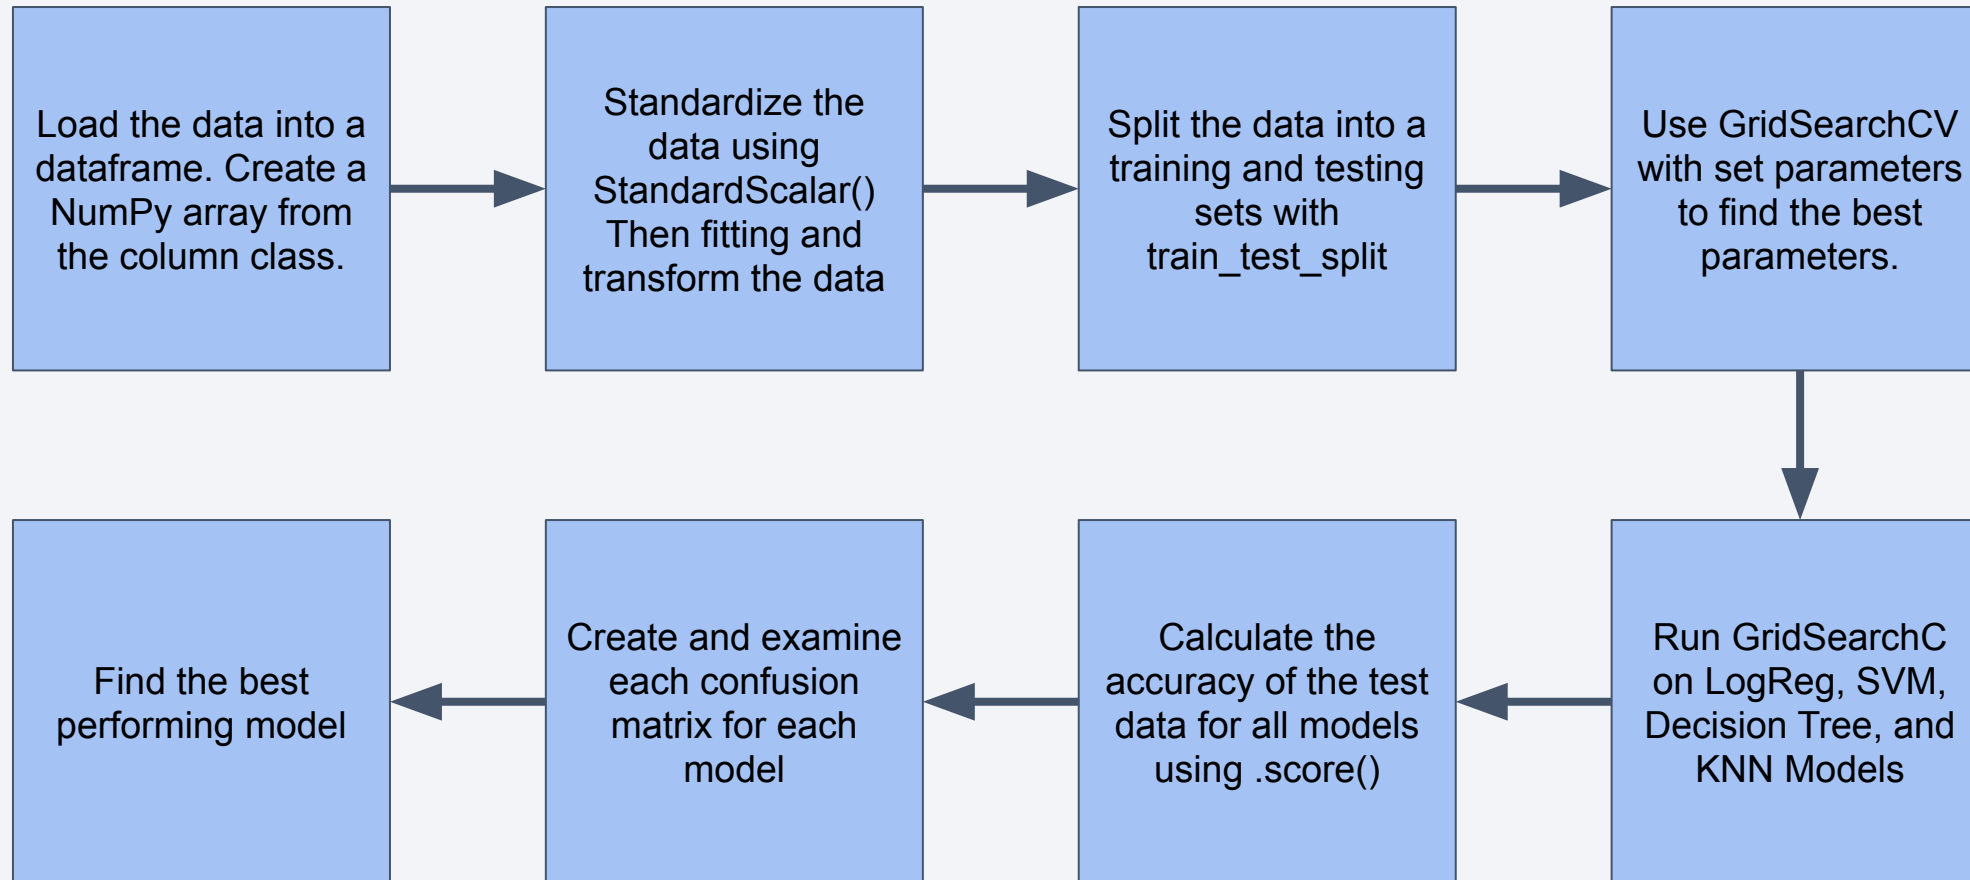 Load the data into a
dataframe. Create a
NumPy array from
the column class.
Standardize the
data using
StandardScalar()
Then fitting and
transform the data
Split the data into a
training and testing
sets with
train_test_split
Use GridSearchCV
with set parameters
to find the best
parameters.
Run GridSearchC
on LogReg, SVM,
Decision Tree, and
KNN Models
Calculate the
accuracy of the test
data for all models
using .score()
Create and examine
each confusion
matrix for each
model
Find the best
performing model